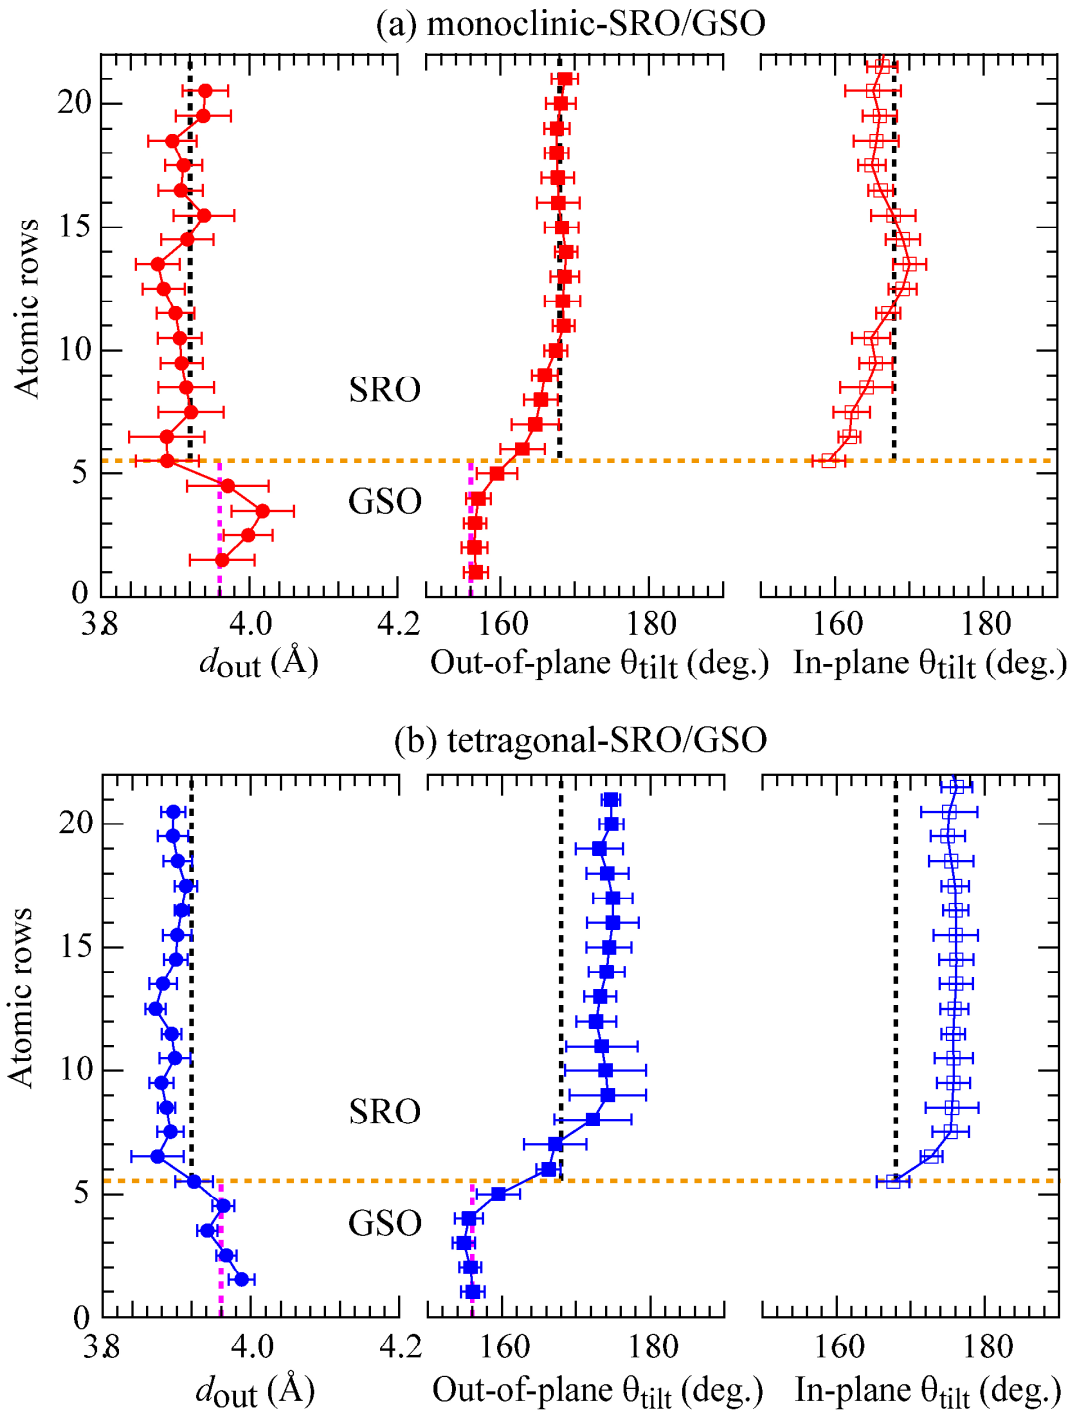 (a) monoclinic-SRO/GSO
20
15
10
5
0
Atomic rows
SRO
GSO
3.8 4.0 4.2
160 180
160 180
dout (Å)
Out-of-plane θtilt (deg.)
In-plane θtilt (deg.)
(b) tetragonal-SRO/GSO
20
15
10
5
0
Atomic rows
SRO
GSO
3.8 4.0 4.2
160 180
160 180
dout (Å)
Out-of-plane θtilt (deg.)
In-plane θtilt (deg.)